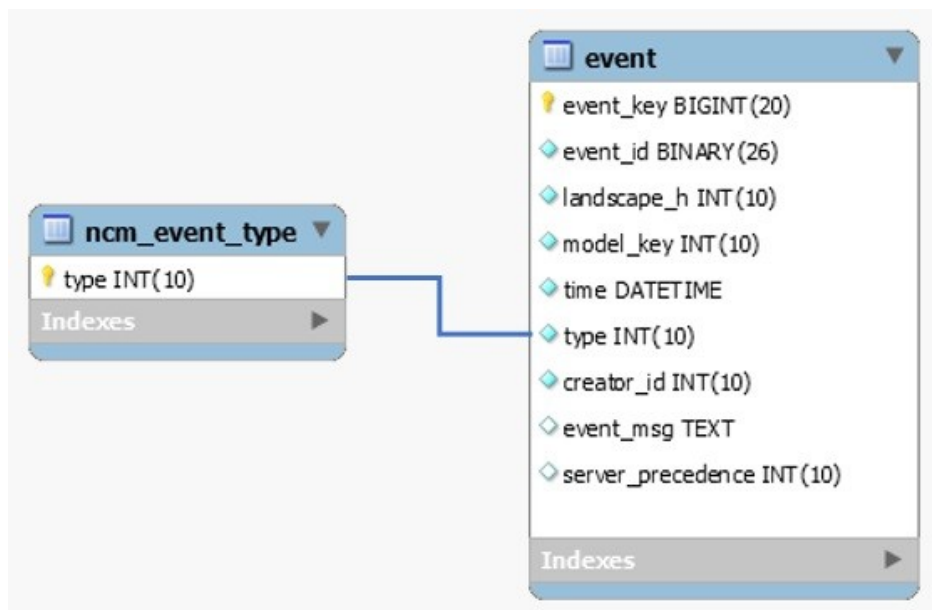 ncm_event_type
type INT(10)
Indexes
event
event_key BIGINT(20)
event_id BINARY(26)
landscape_h INT(10)
model_key INT(10)
time DATETIME
type INT(10)
creator_id INT(10)
event_msg TEXT
server_precedence INT(10)
Indexes